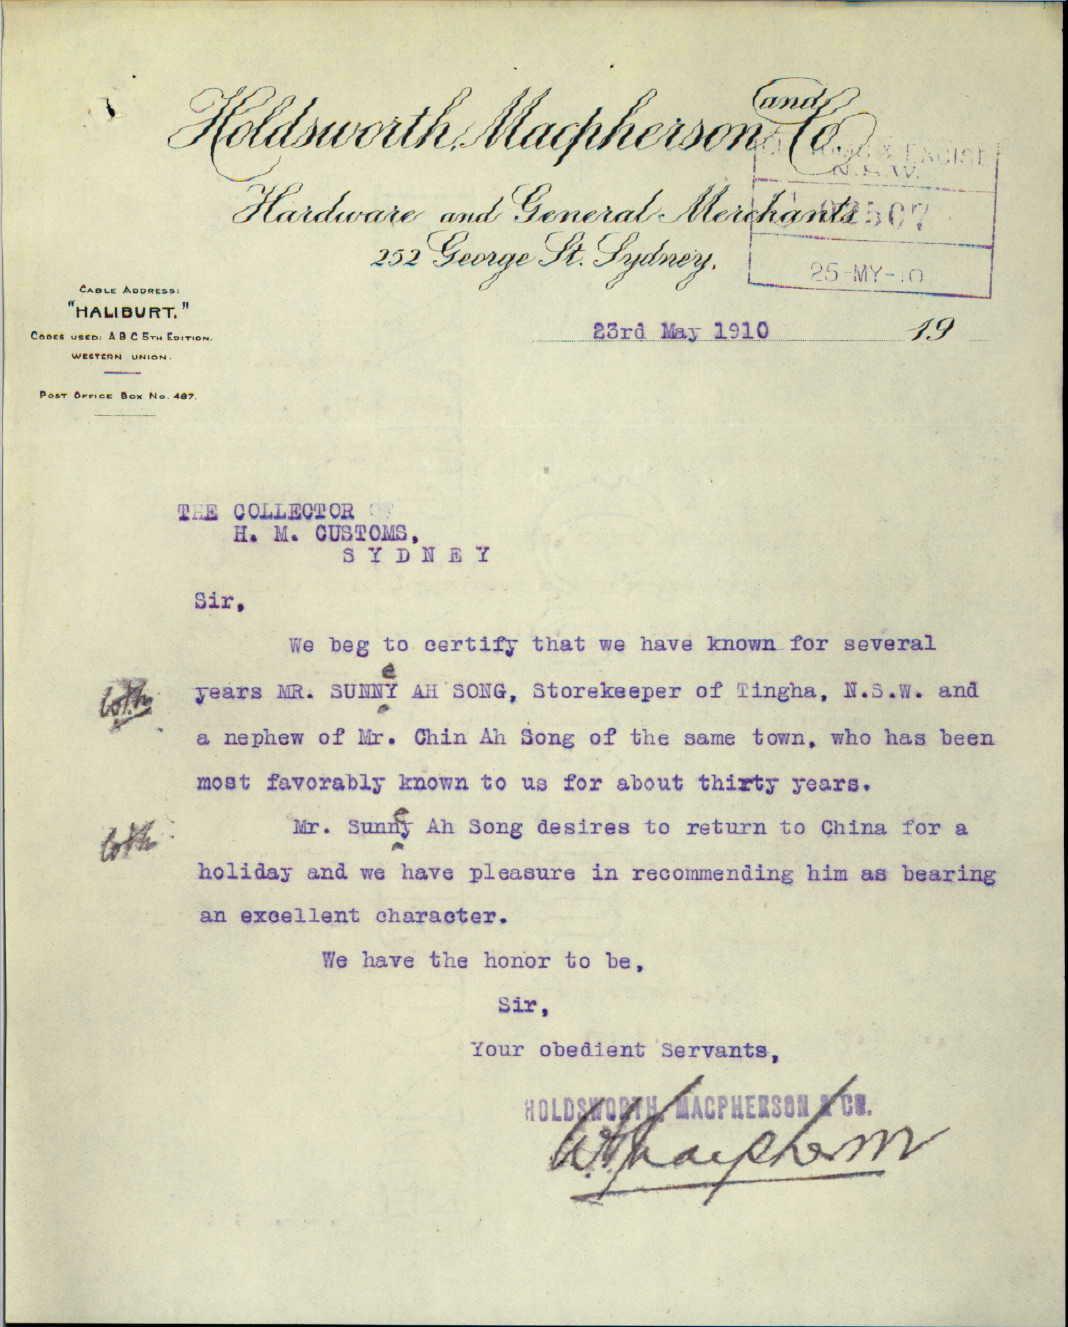 Holdsworth, Macpherson and Co.
Hardware and General Merchants
252 George St. Sydney.
CUSTOMS & EXCISE
N.S.W.
25-MY-10
CABLE ADDRESS:
"HALIBURT."
CODES USED: A B C 5TH EDITION.
WESTERN UNION.
POST OFFICE BOX No. 487.
23rd May 1910 19
THE COLLECTOR OF
H. M. CUSTOMS,
SYDNEY
Sir,
We beg to certify that we have known for several
e
years MR. SUNNY AH SONG, Storekeeper of Tingha, N.S.W. and
a nephew of Mr. Chin Ah Song of the same town, who has been
most favorably known to us for about thirty years.
e
Mr. Sunny Ah Song desires to return to China for a
holiday and we have pleasure in recommending him as bearing
an excellent character.
We have the honor to be,
Sir,
Your obedient Servants,
HOLDSWORTH, MACPHERSON & CO.
Macpherson